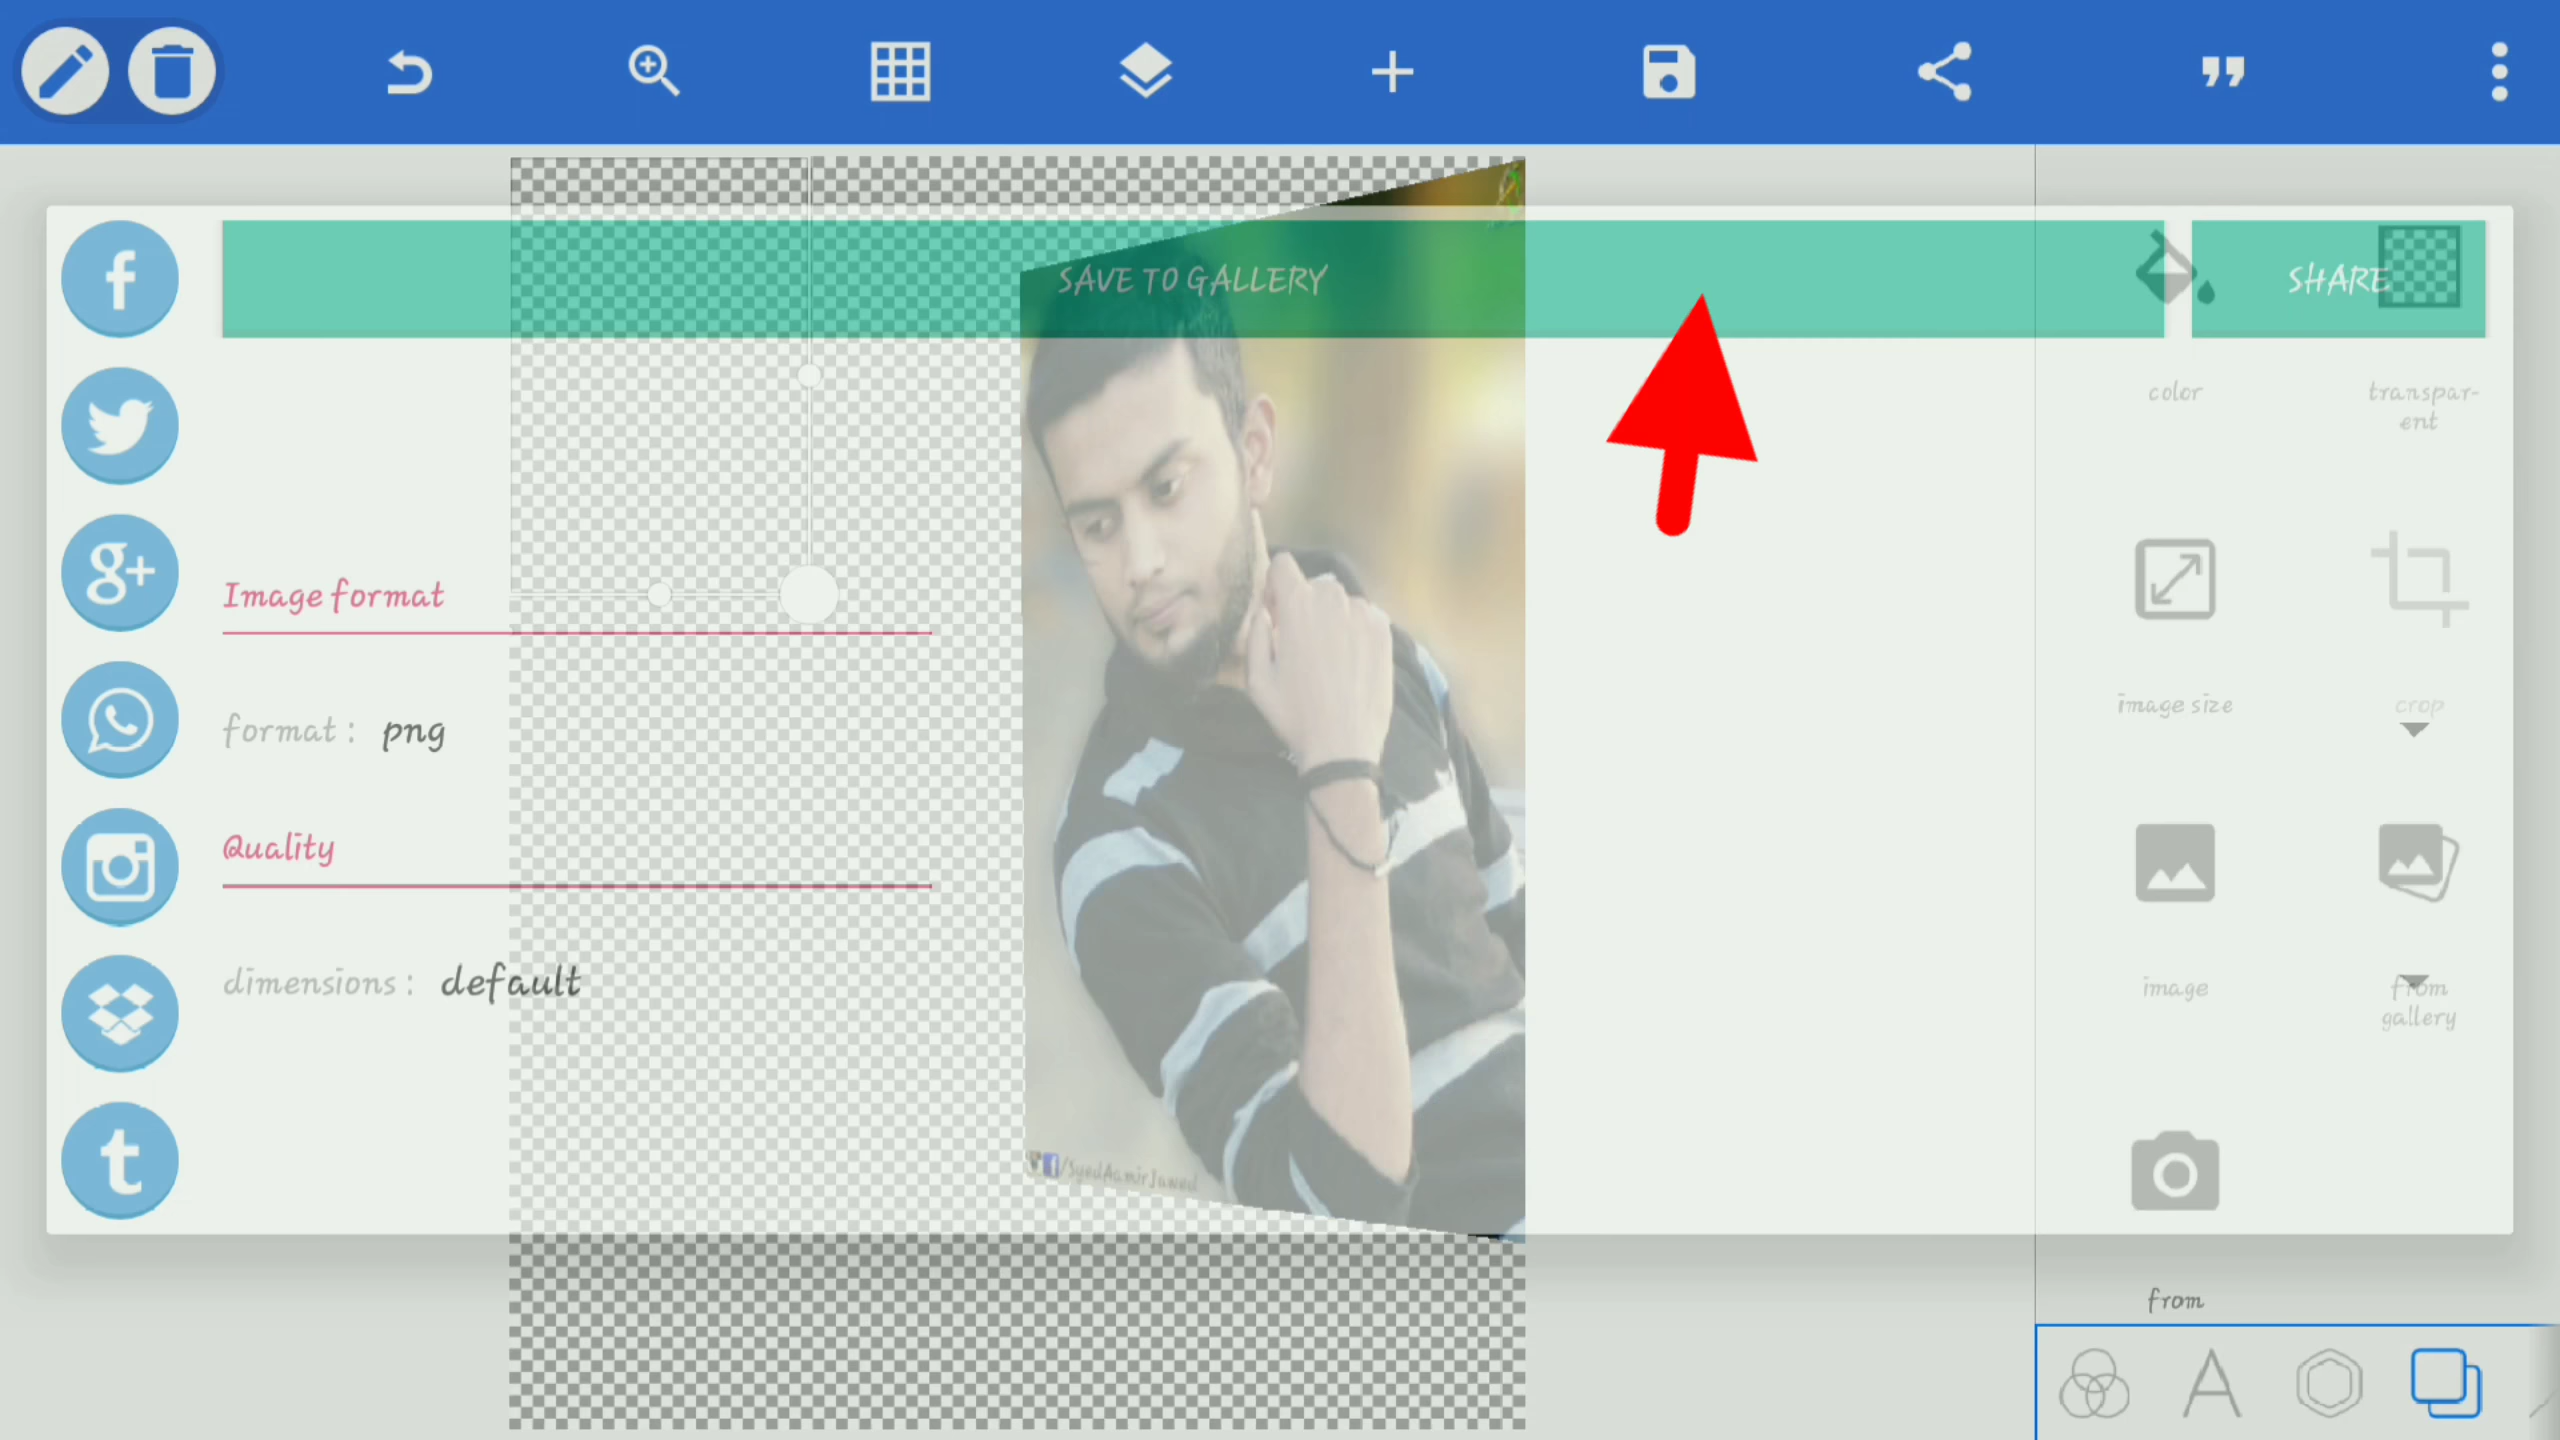 SAVE TO GALLERY
SHARE
color
transpar-
ent
Image format
format : png
image size
crop
Quality
dimensions : default
image
from
gallery
/SyedAamirJawed
from